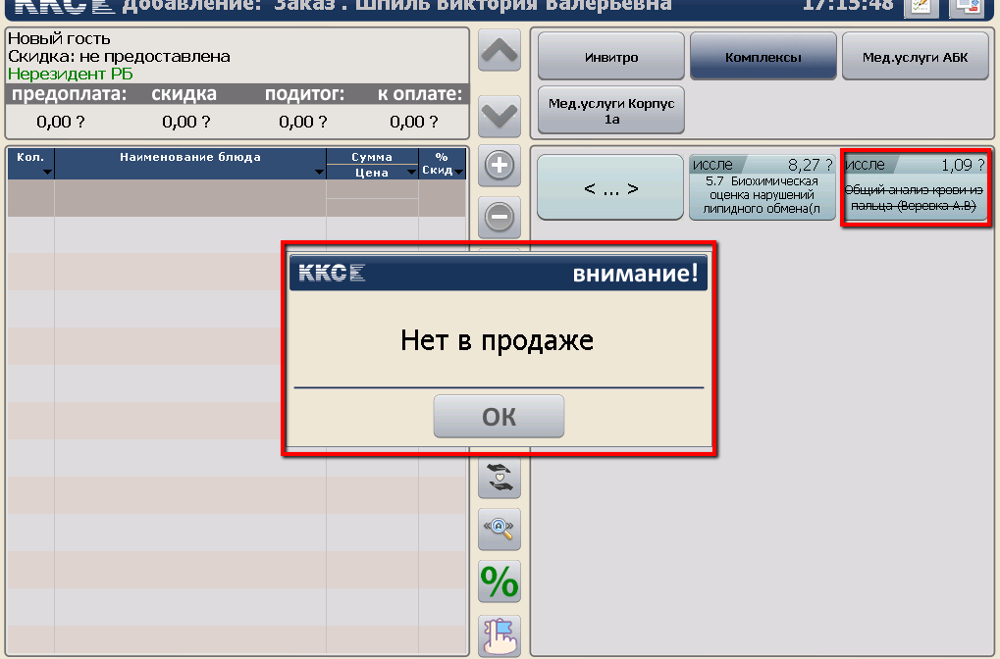 ККС Добавление: Заказ . Шпиль Виктория Валерьевна 17:15:48
Новый гость
Скидка: не предоставлена
Нерезидент РБ
предоплата: скидка подитог: к оплате:
0,00 ? 0,00 ? 0,00 ? 0,00 ?
Инвитро
Комплексы
Мед.услуги АБК
Мед.услуги Корпус
1а
Кол. Наименование блюда Сумма %
Цена Скид
< ... >
иссле 8,27 ?
5.7 Биохимическая
оценка нарушений
липидного обмена(л
иссле 1,09 ?
Общий анализ крови из
пальца (Воровка А.В)
ККС внимание!
Нет в продаже
ОК
%